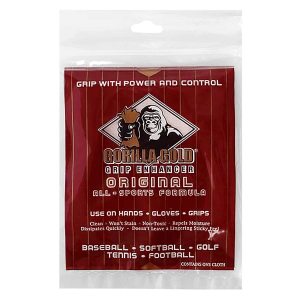 GRIP WITH POWER AND CONTROL
GORILLA GOLD
GRIP ENHANCER
ORIGINAL
ALL-SPORTS FORMULA
USE ON HANDS • GLOVES • GRIPS
Clean - Won't Stain - Non-Toxic - Repels Moisture
Dissipates Quickly - Doesn't Leave a Lingering Sticky Feel
BASEBALL • SOFTBALL • GOLF
TENNIS • FOOTBALL
CONTAINS ONE CLOTH